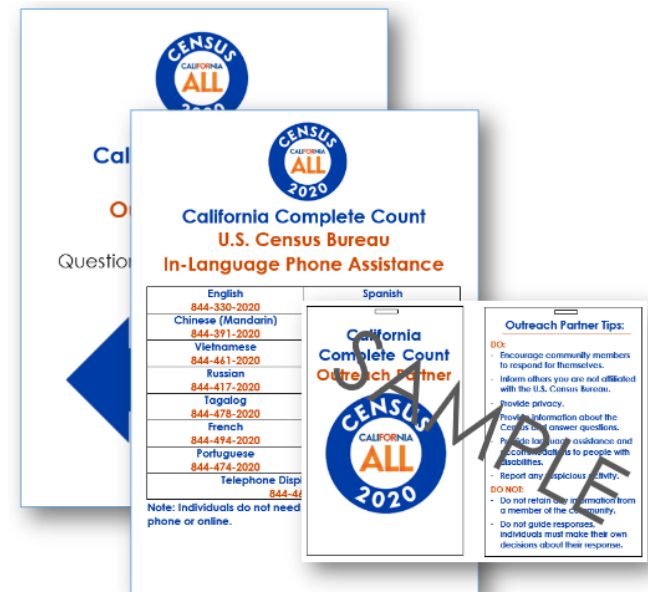 CENSUS
CALIFORNIA
ALL
2020
Cal
O
Question
CENSUS
CALIFORNIA
ALL
2020
California Complete Count
U.S. Census Bureau
In-Language Phone Assistance
English
844-330-2020
Spanish
Chinese (Mandarin)
844-391-2020
Vietnamese
844-461-2020
Russian
844-417-2020
Tagalog
844-478-2020
French
844-494-2020
Portuguese
844-474-2020
Telephone Displ
844-46
Note: Individuals do not need
phone or online.
California
Complete Count
Outreach Partner
CENSUS
CALIFORNIA
ALL
2020
Outreach Partner Tips:
DO:
- Encourage community members
to respond for themselves.
- Inform others you are not affiliated
with the U.S. Census Bureau.
- Provide privacy.
- Provide information about the
Census and answer questions.
- Provide language assistance and
accommodations to people with
disabilities.
- Report any suspicious activity.
DO NOT:
- Do not retain any information from
a member of the community.
- Do not guide responses,
individuals must make their own
decisions about their response.
SAMPLE